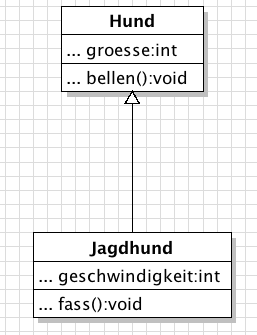 Hund
... groesse:int
... bellen():void
Jagdhund
... geschwindigkeit:int
... fass():void